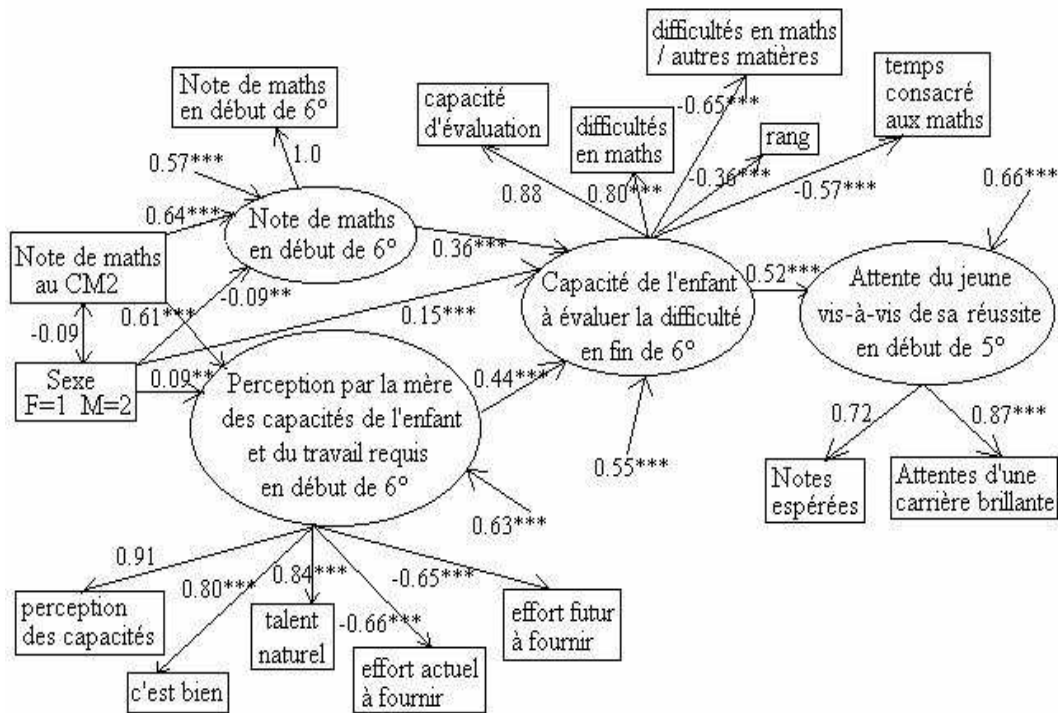 difficultés en maths
/ autres matières
temps
consacré
aux maths
Note de maths
en début de 6°
capacité
d'évaluation
difficultés
en maths
rang
-0.65***
1.0
0.57***
0.88
0.80***
-0.36***
-0.57***
0.66***
0.64***
Note de maths
en début de 6°
0.36***
Note de maths
au CM2
-0.09**
Capacité de l'enfant
à évaluer la difficulté
en fin de 6°
0.52***
Attente du jeune
vis-à-vis de sa réussite
en début de 5°
-0.09
0.61***
0.15***
Sexe
F=1 M=2
0.09**
Perception par la mère
des capacités de l'enfant
et du travail requis
en début de 6°
0.44***
0.55***
0.72
0.87***
Notes
espérées
Attentes d'une
carrière brillante
0.63***
0.91
0.80***
0.84***
-0.66***
-0.65***
perception
des capacités
c'est bien
talent
naturel
effort actuel
à fournir
effort futur
à fournir